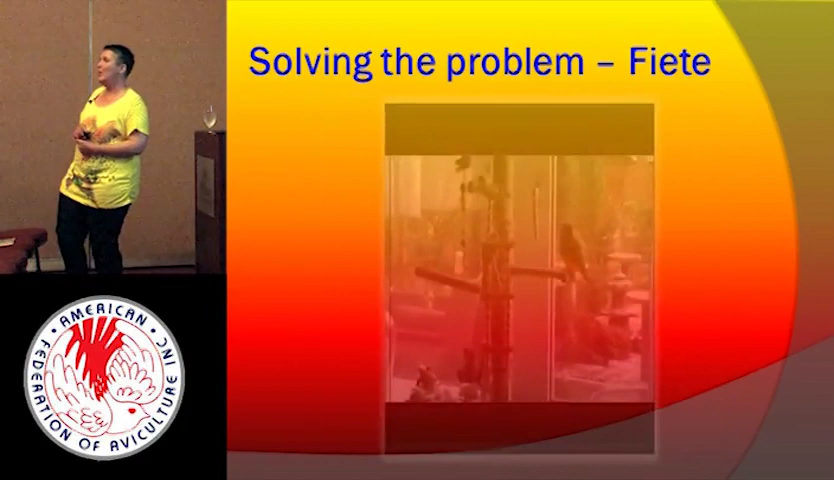 Solving the problem – Fiete
AMERICAN
FEDERATION OF AVICULTURE INC